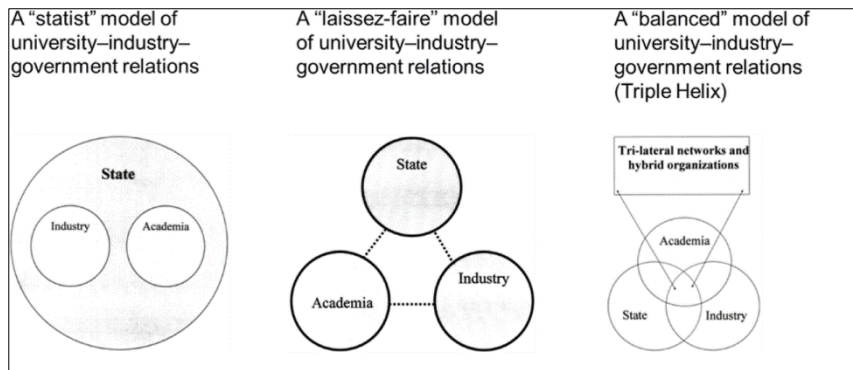 A “statist” model of
university–industry–
government relations
A “laissez-faire” model
of university–industry–
government relations
A “balanced” model of
university–industry–
government relations
(Triple Helix)
State
Industry
Academia
State
Academia
Industry
Tri-lateral networks and
hybrid organizations
Academia
State
Industry